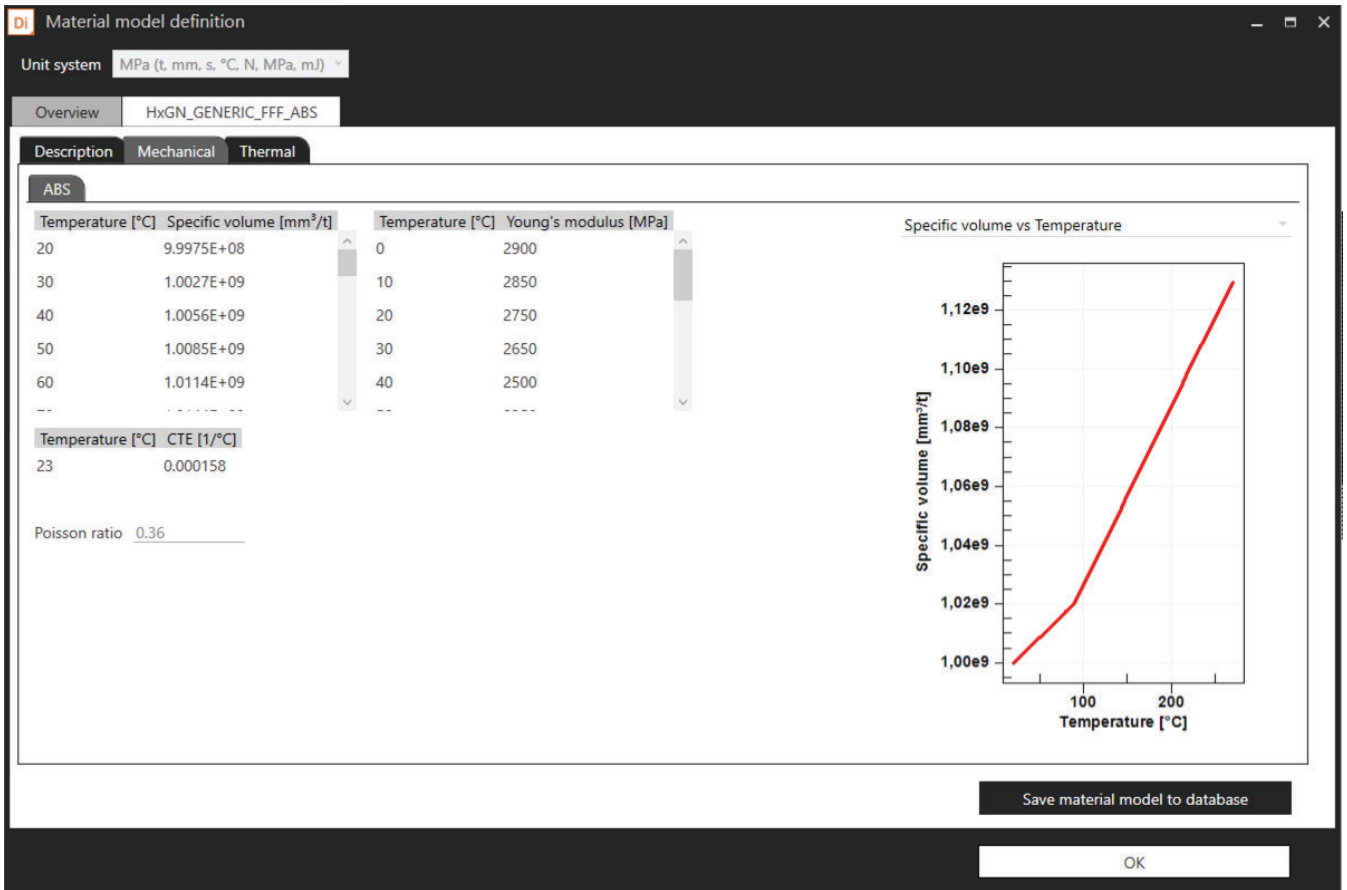 Di Material model definition
Unit system MPa (t, mm, s, °C, N, MPa, mJ)
Overview HxGN_GENERIC_FFF_ABS
Description Mechanical Thermal
ABS
Temperature [°C] Specific volume [mm³/t]
20 9.9975E+08
30 1.0027E+09
40 1.0056E+09
50 1.0085E+09
60 1.0114E+09
Temperature [°C] Young's modulus [MPa]
0 2900
10 2850
20 2750
30 2650
40 2500
Temperature [°C] CTE [1/°C]
23 0.000158
Poisson ratio 0.36
Specific volume vs Temperature
Specific volume [mm³/t]
1,12e9
1,10e9
1,08e9
1,06e9
1,04e9
1,02e9
1,00e9
100 200
Temperature [°C]
Save material model to database
OK